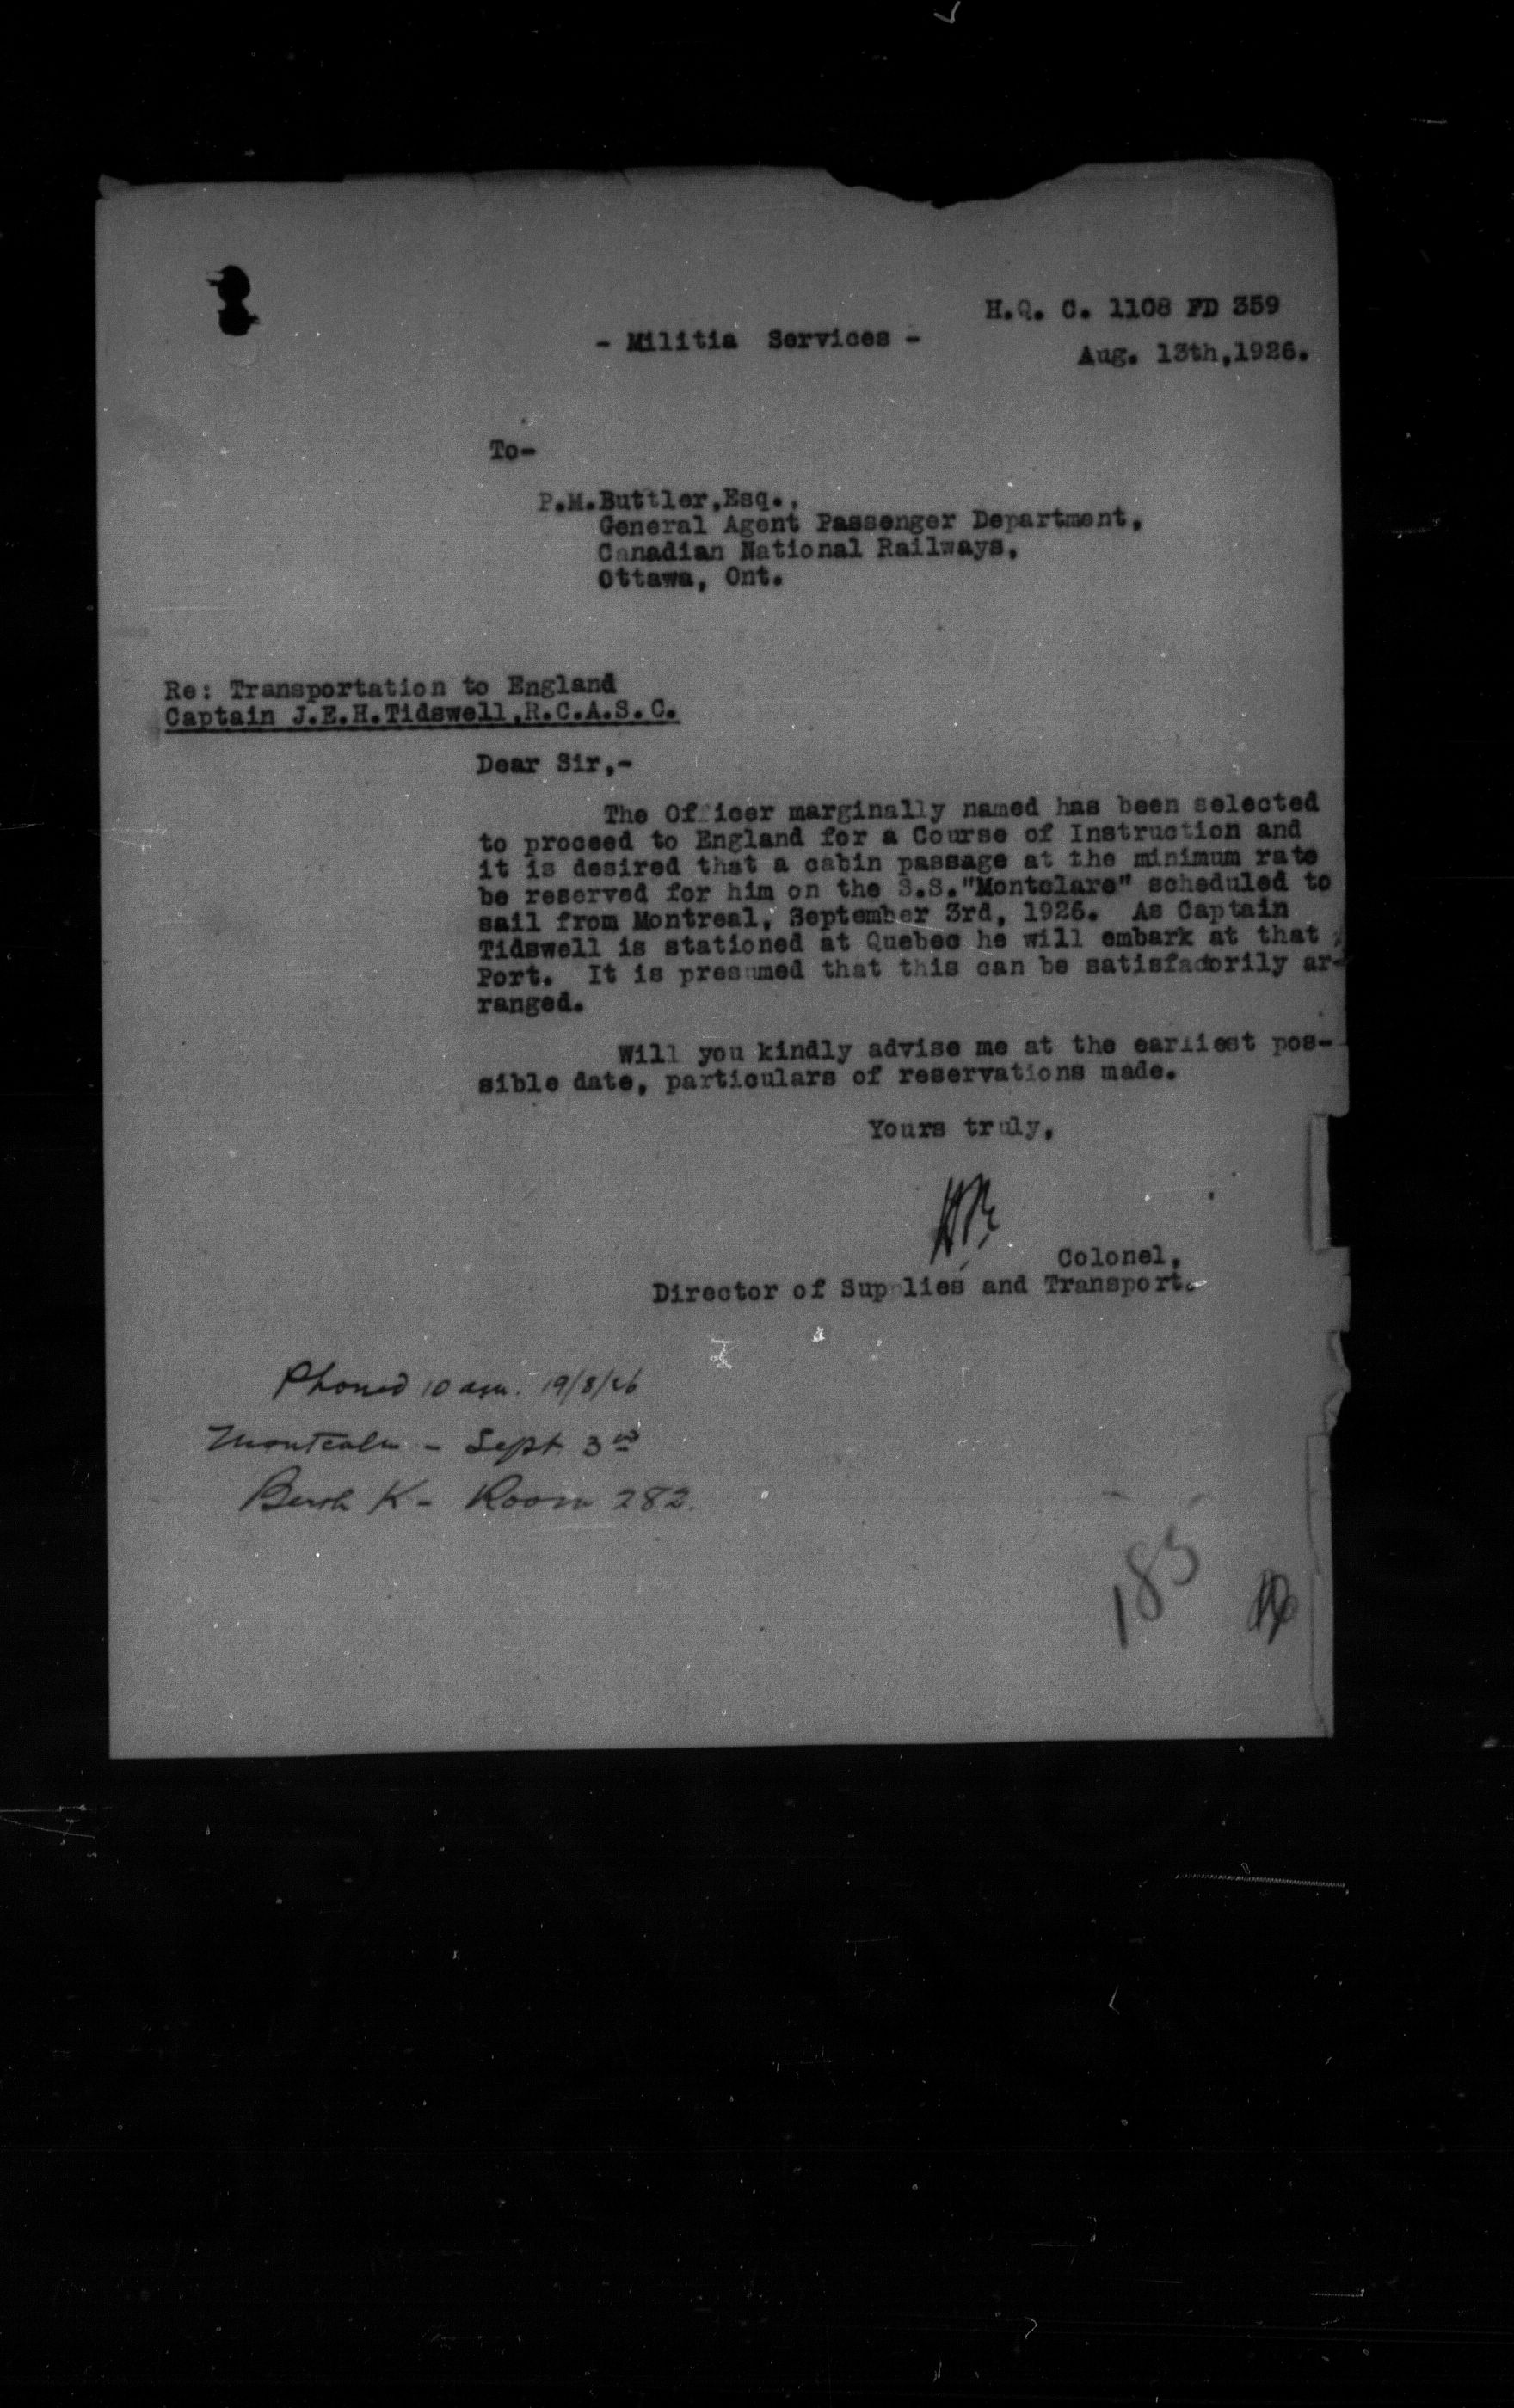 H.Q. C. 1108 FD 359
- Militia Services -
Aug. 13th,1926.
To-
P.M.Buttler,Esq.,
General Agent Passenger Department,
Canadian National Railways,
Ottawa, Ont.
Re: Transportation to England
Captain J.E.H.Tidswell,R.C.A.S.C.
Dear Sir,-
The Officer marginally named has been selected
to proceed to England for a Course of Instruction and
it is desired that a cabin passage at the minimum rate
be reserved for him on the S.S."Montclare" scheduled to
sail from Montreal, September 3rd, 1926. As Captain
Tidswell is stationed at Quebec he will embark at that
Port. It is presumed that this can be satisfacorily ar-
ranged.
Will you kindly advise me at the earliest pos-
sible date, particulars of reservations made.
Yours truly,
Colonel,
Director of Supplies and Transport.
Phoned 10 am. 19/8/26
Montcalm - Sept. 3rd
Berth K - Room 282.
185